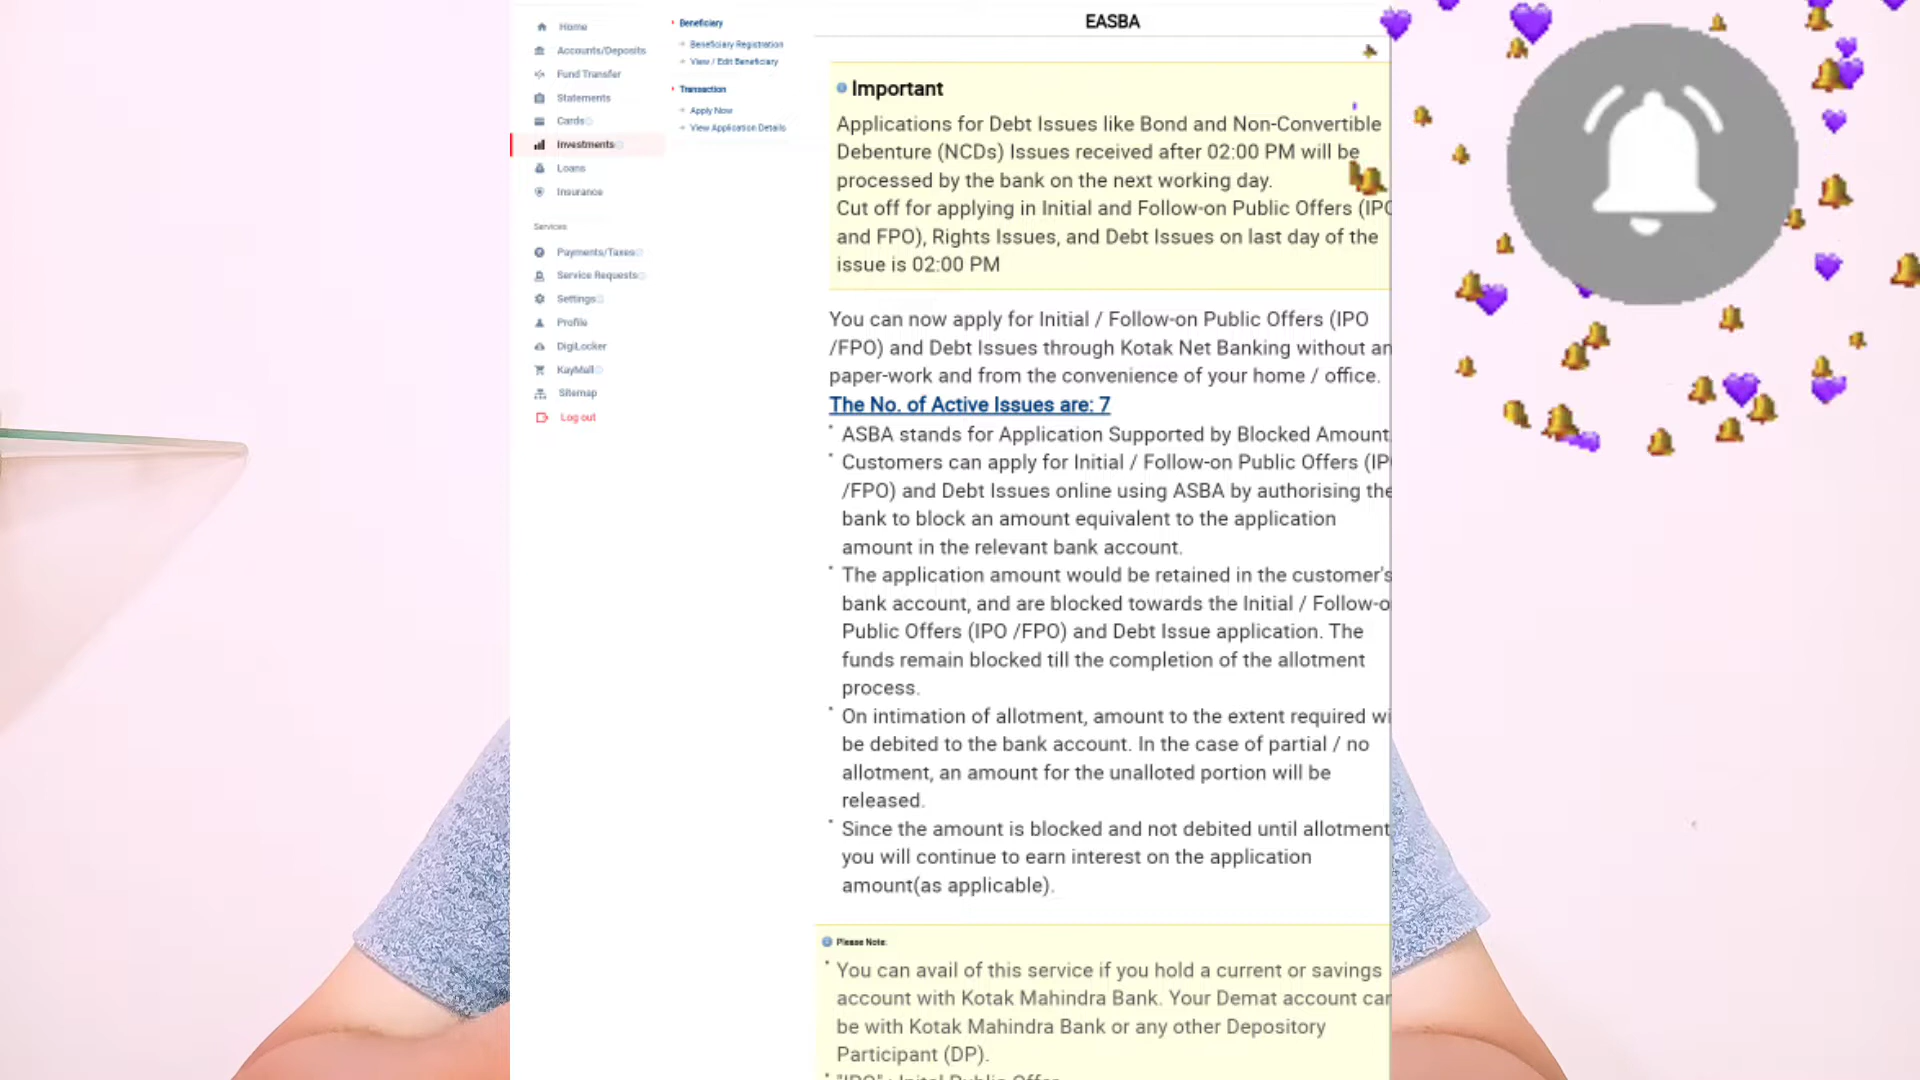 Home
Accounts/Deposits
Fund Transfer
Statements
Cards
Investments
Loans
Insurance
Services
Payments/Taxes
Service Requests
Settings
Profile
DigiLocker
KayMall
Sitemap
Log out
Beneficiary
Beneficiary Registration
View / Edit Beneficiary
Transaction
Apply Now
View Application Details
EASBA
Important
Applications for Debt Issues like Bond and Non-Convertible
Debenture (NCDs) Issues received after 02:00 PM will be
processed by the bank on the next working day.
Cut off for applying in Initial and Follow-on Public Offers (IPO
and FPO), Rights Issues, and Debt Issues on last day of the
issue is 02:00 PM
You can now apply for Initial / Follow-on Public Offers (IPO
/FPO) and Debt Issues through Kotak Net Banking without an
paper-work and from the convenience of your home / office.
The No. of Active Issues are: 7
ASBA stands for Application Supported by Blocked Amount.
Customers can apply for Initial / Follow-on Public Offers (IP
/FPO) and Debt Issues online using ASBA by authorising the
bank to block an amount equivalent to the application
amount in the relevant bank account.
The application amount would be retained in the customer's
bank account, and are blocked towards the Initial / Follow-o
Public Offers (IPO /FPO) and Debt Issue application. The
funds remain blocked till the completion of the allotment
process.
On intimation of allotment, amount to the extent required wi
be debited to the bank account. In the case of partial / no
allotment, an amount for the unalloted portion will be
released.
Since the amount is blocked and not debited until allotment
you will continue to earn interest on the application
amount(as applicable).
Please Note:
You can avail of this service if you hold a current or savings
account with Kotak Mahindra Bank. Your Demat account can
be with Kotak Mahindra Bank or any other Depository
Participant (DP).
"IPO" : Inital Public Offer